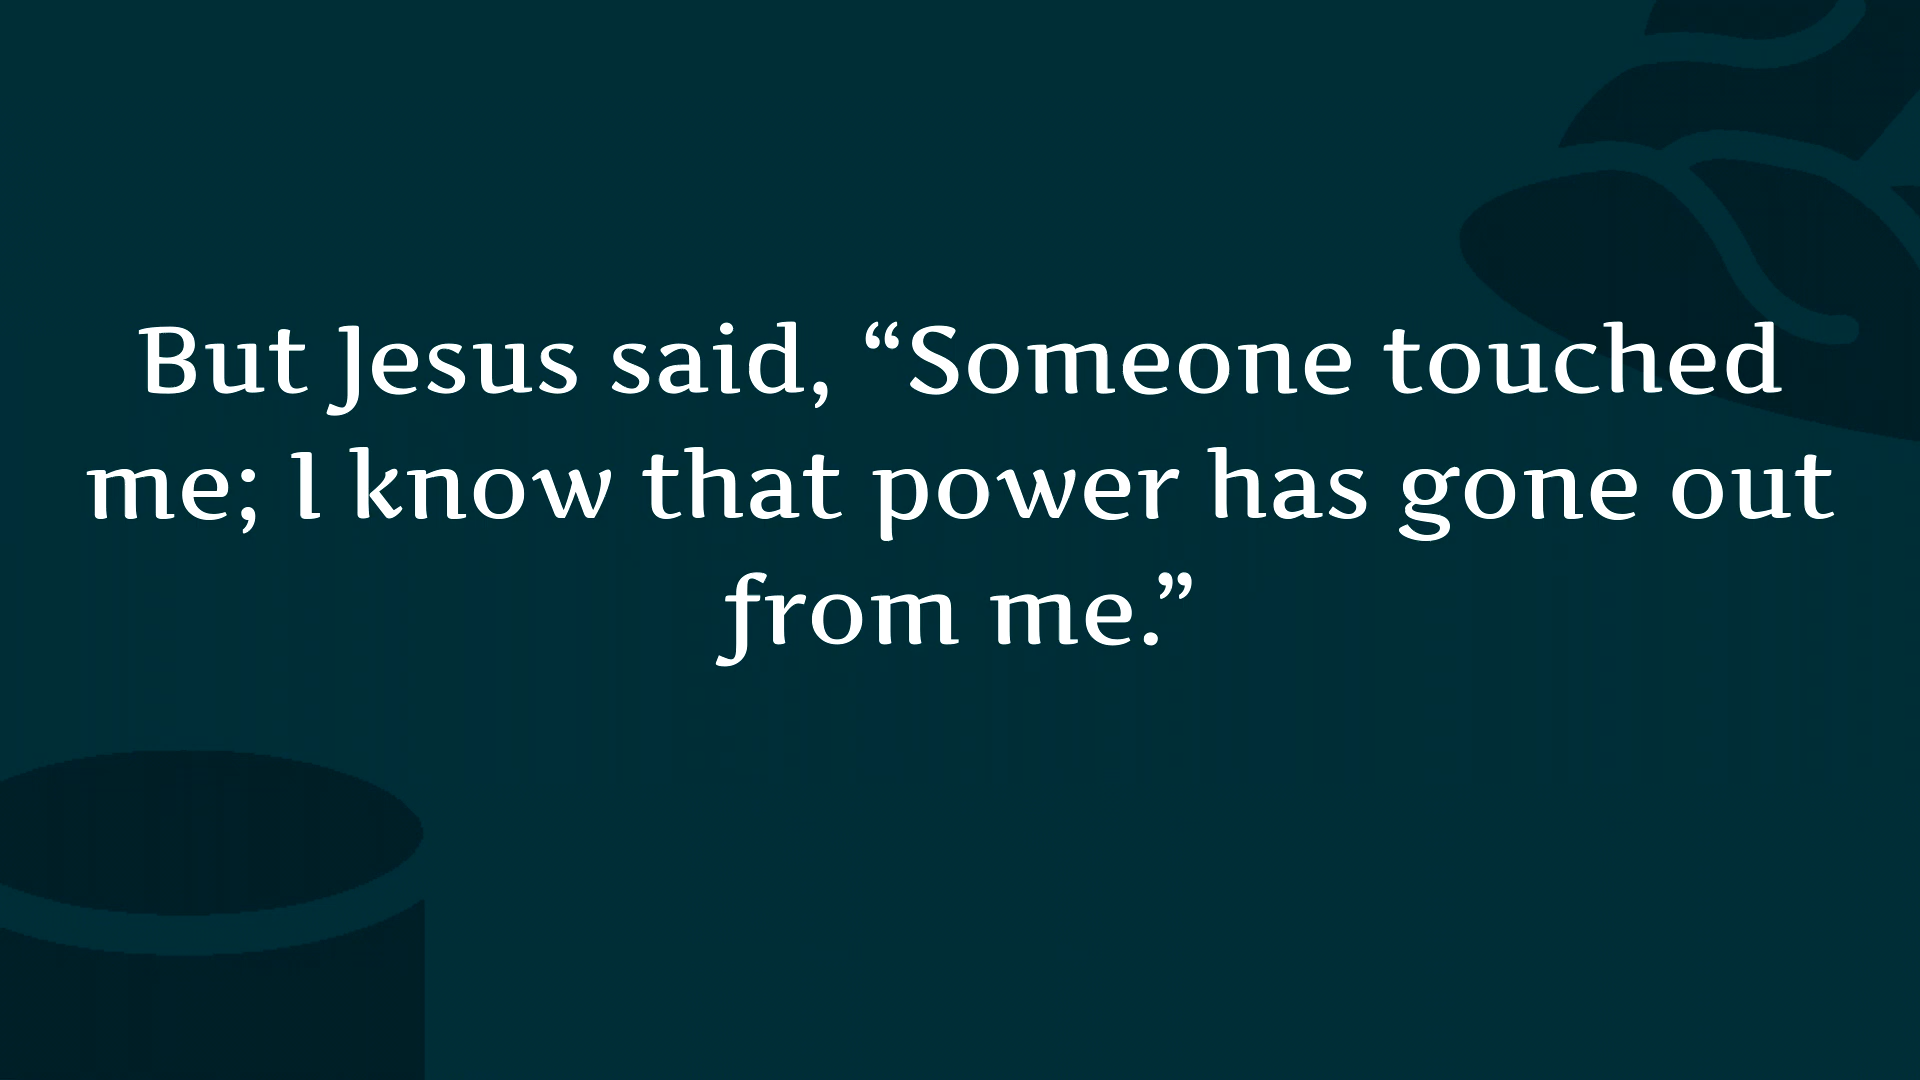 But Jesus said, “Someone touched
me; I know that power has gone out
from me.”